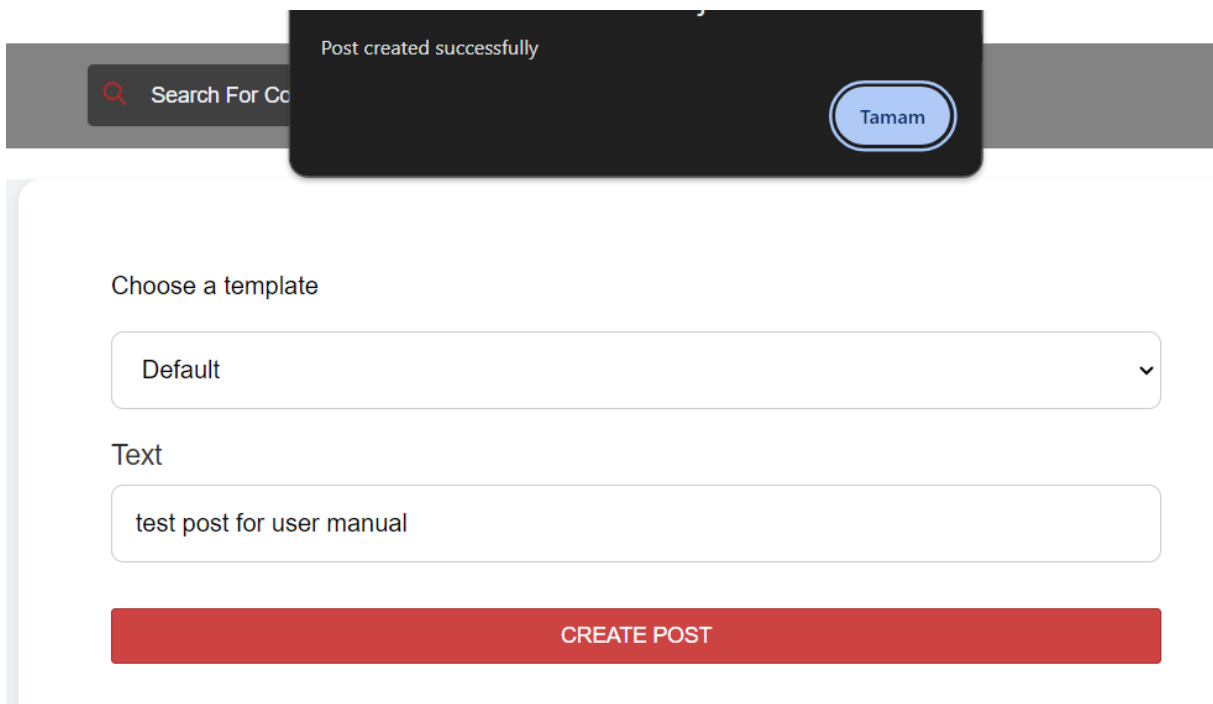 Post created successfully
Search For Co
Tamam
Choose a template
Default
Text
test post for user manual
CREATE POST